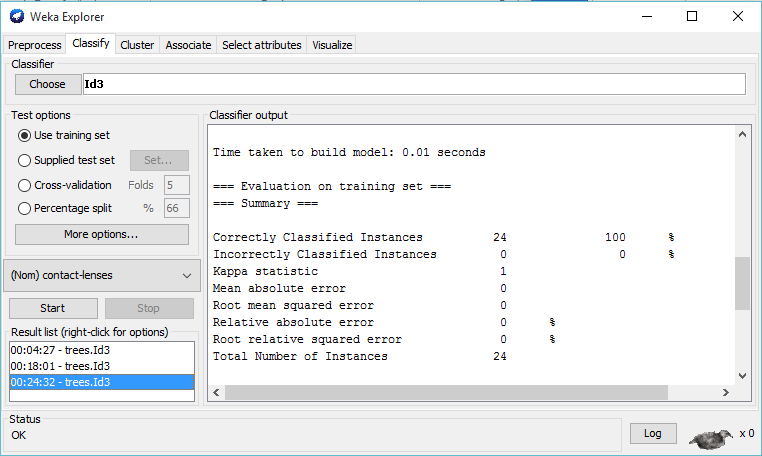 Weka Explorer
Preprocess Classify Cluster Associate Select attributes Visualize
Classifier
Choose Id3
Test options
Use training set
Supplied test set Set...
Cross-validation Folds 5
Percentage split % 66
More options...
(Nom) contact-lenses
Start Stop
Result list (right-click for options)
00:04:27 - trees.Id3
00:18:01 - trees.Id3
00:24:32 - trees.Id3
Classifier output
Time taken to build model: 0.01 seconds
=== Evaluation on training set ===
=== Summary ===
Correctly Classified Instances 24 100 %
Incorrectly Classified Instances 0 0 %
Kappa statistic 1
Mean absolute error 0
Root mean squared error 0
Relative absolute error 0 %
Root relative squared error 0 %
Total Number of Instances 24
Status
OK
Log x 0